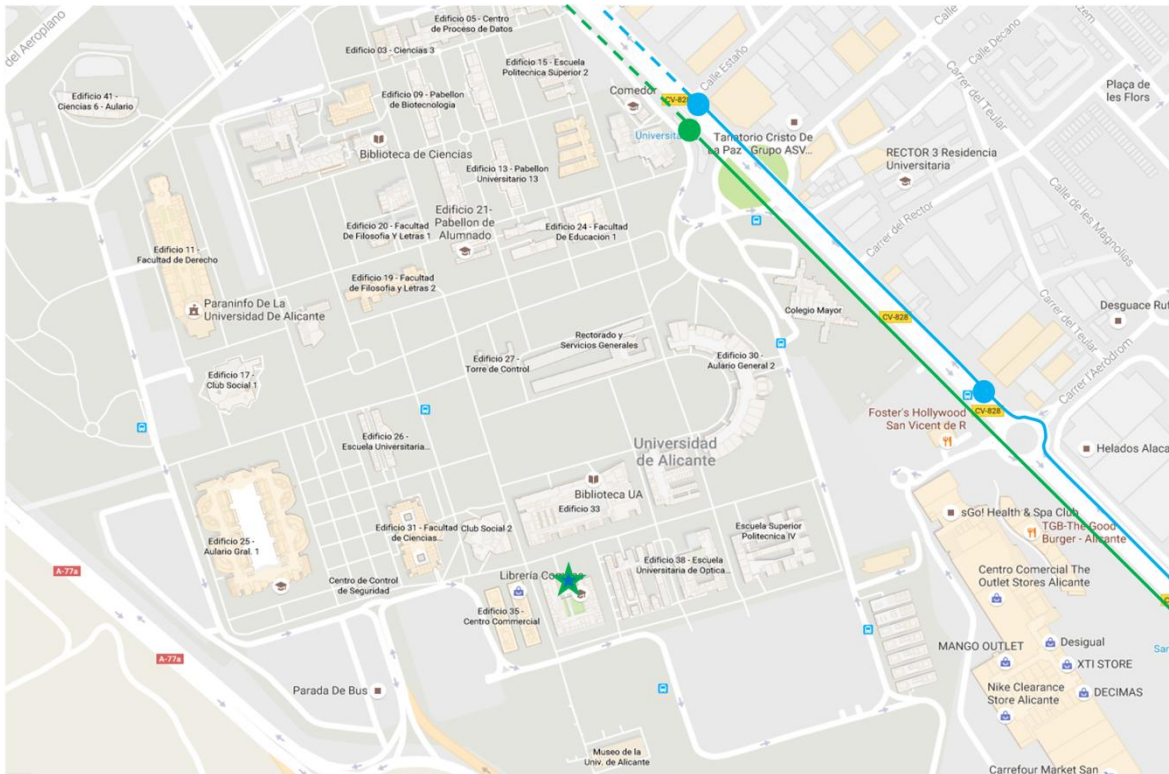 del Aeroplano
Edificio 05 - Centro
de Proceso de Datos
Edificio 03 - Ciencias 3
Edificio 15 - Escuela
Politecnica Superior 2
Edificio 41 -
Ciencias 6 - Aulario
Edificio 09 - Pabellon
de Biotecnologia
Comedor
CV-828
Calle Estaño
Calle
Calle Decano
Carrer del Teular
Plaça de
les Flors
Tanatorio Cristo De
La Paz - Grupo ASV...
Biblioteca de Ciencias
Edificio 13 - Pabellon
Universitario 13
RECTOR 3 Residencia
Universitaria
Calle de les Magnolias
Carrer del Rector
Edificio 21-
Pabellon de
Alumnado
Edificio 20 - Facultad
De Filosofia Y Letras 1
Edificio 24 - Facultad
De Educacion 1
Edificio 11 -
Facultad de Derecho
Edificio 19 - Facultad
de Filosofia y Letras 2
Paraninfo De La
Universidad De Alicante
Colegio Mayor
CV-828
Desguace Rut
Carrer del Teular
Carrer l'Aeròdrom
Rectorado y
Servicios Generales
Edificio 27 -
Torre de Control
Edificio 30 -
Aulario General 2
Edificio 17 -
Club Social 1
Foster's Hollywood
San Vicent de R
CV-828
Edificio 26 -
Escuela Universitaria...
Universidad
de Alicante
Helados Alaca
Biblioteca UA
Edificio 33
sGo! Health & Spa Club
TGB-The Good
Burger - Alicante
Edificio 25 -
Aulario Gral. 1
Edificio 31 - Facultad
de Ciencias...
Club Social 2
Escuela Superior
Politecnica IV
Edificio 38 - Escuela
Universitaria de Optica...
Centro Comercial The
Outlet Stores Alicante
A-77a
Centro de Control
de Seguridad
Librería
Edificio 35 -
Centro Commercial
MANGO OUTLET
Desigual
XTI STORE
A-77a
Parada De Bus
Nike Clearance
Store Alicante
DECIMAS
Museo de la
Univ. de Alicante
Carrefour Market San